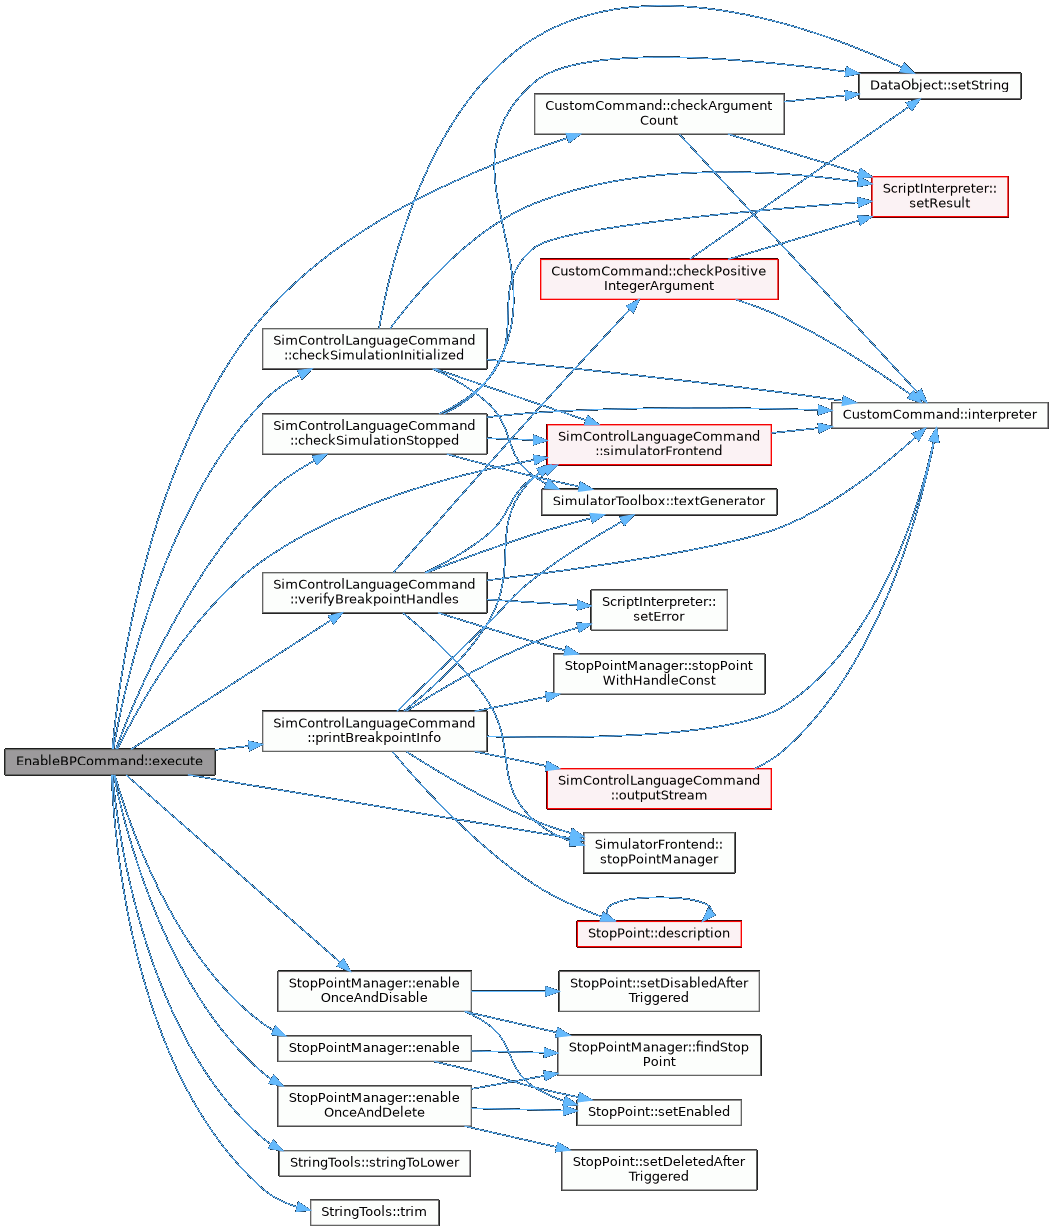 DataObject::setString
CustomCommand::checkArgument
Count
ScriptInterpreter::
setResult
CustomCommand::checkPositive
IntegerArgument
SimControlLanguageCommand
::checkSimulationInitialized
CustomCommand::interpreter
SimControlLanguageCommand
::checkSimulationStopped
SimControlLanguageCommand
::simulatorFrontend
SimulatorToolbox::textGenerator
SimControlLanguageCommand
::verifyBreakpointHandles
ScriptInterpreter::
setError
StopPointManager::stopPoint
WithHandleConst
SimControlLanguageCommand
::printBreakpointInfo
EnableBPCommand::execute
SimControlLanguageCommand
::outputStream
SimulatorFrontend::
stopPointManager
StopPoint::description
StopPointManager::enable
OnceAndDisable
StopPoint::setDisabledAfter
Triggered
StopPointManager::enable
StopPointManager::findStop
Point
StopPointManager::enable
OnceAndDelete
StopPoint::setEnabled
StringTools::stringToLower
StopPoint::setDeletedAfter
Triggered
StringTools::trim